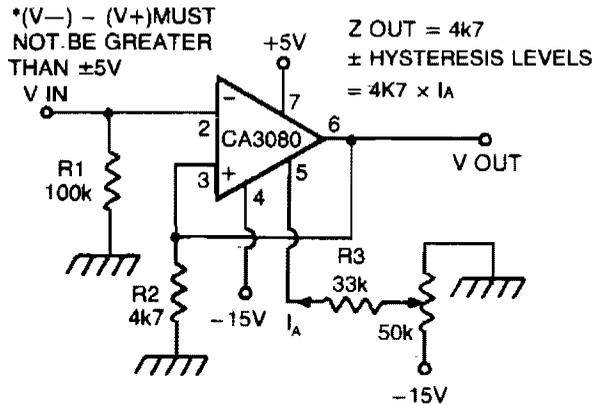 *(V—) – (V+)MUST
NOT BE GREATER
THAN ±5V
V IN
+5V
Z OUT = 4k7
± HYSTERESIS LEVELS
= 4K7 × IA
7
–
2
CA3080
6
3
+
5
4
V OUT
R1
100k
R2
4k7
–15V
IA
R3
33k
50k
–15V